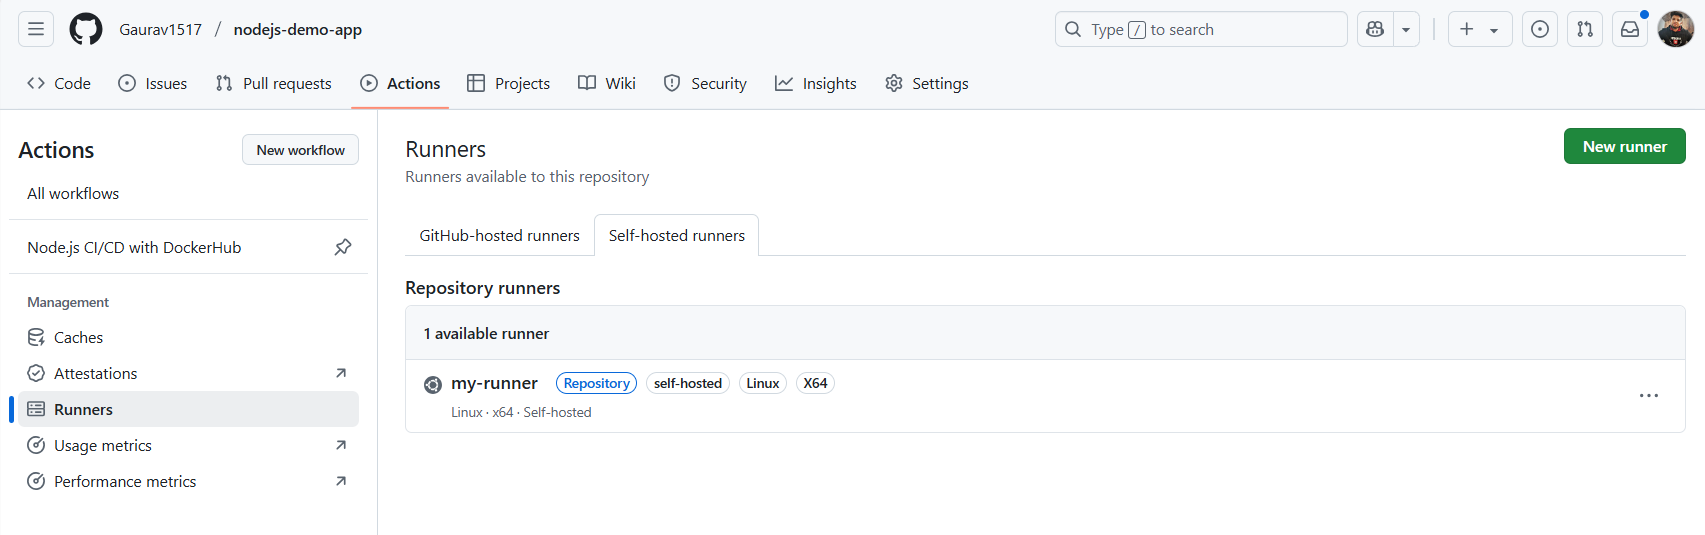 Gaurav1517 / nodejs-demo-app
Type / to search
Code
Issues
Pull requests
Actions
Projects
Wiki
Security
Insights
Settings
Actions
New workflow
All workflows
Node.js CI/CD with DockerHub
Management
Caches
Attestations
Runners
Usage metrics
Performance metrics
Runners
New runner
Runners available to this repository
GitHub-hosted runners
Self-hosted runners
Repository runners
1 available runner
my-runner Repository self-hosted Linux X64
Linux · x64 · Self-hosted